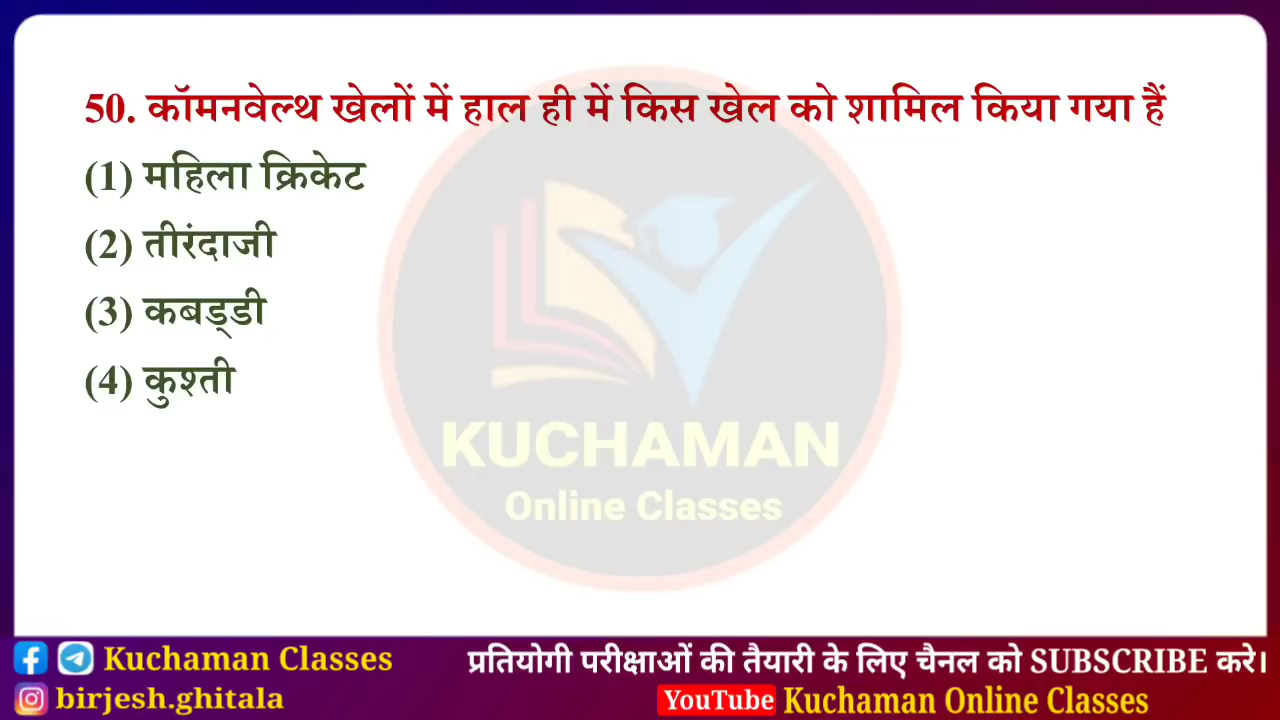 50. कॉमनवेल्थ खेलों में हाल ही में किस खेल को शामिल किया गया हैं
(1) महिला क्रिकेट
(2) तीरंदाजी
(3) कबड्डी
(4) कुश्ती
KUCHAMAN
Online Classes
Kuchaman Classes
birjesh.ghitala
प्रतियोगी परीक्षाओं की तैयारी के लिए चैनल को SUBSCRIBE करे।
YouTube Kuchaman Online Classes